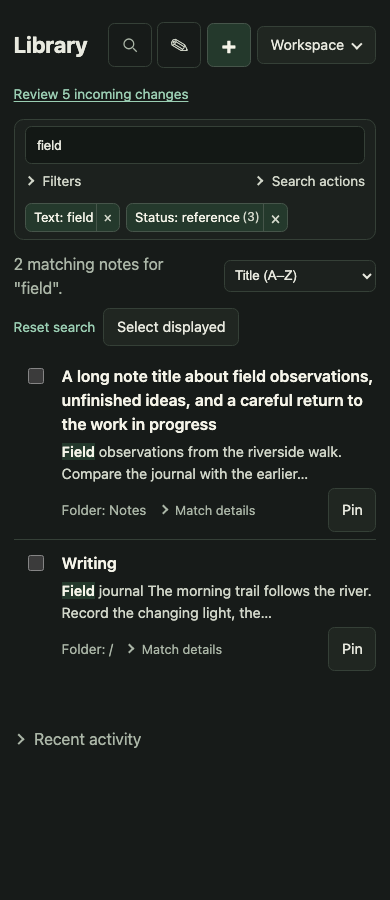 Library
Workspace
Review 5 incoming changes
field
Filters
Search actions
Text: field ×
Status: reference (3) ×
2 matching notes for
"field".
Title (A–Z)
Reset search
Select displayed
A long note title about field observations,
unfinished ideas, and a careful return to
the work in progress
Field observations from the riverside walk.
Compare the journal with the earlier...
Folder: Notes
Match details
Pin
Writing
Field journal The morning trail follows the river.
Record the changing light, the...
Folder: /
Match details
Pin
Recent activity